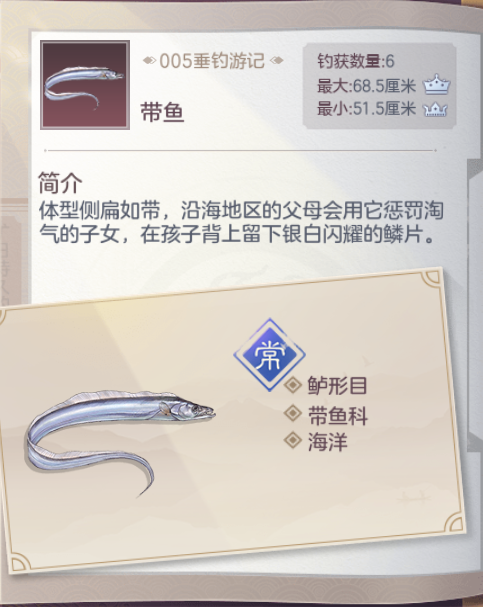 005垂钓游记
带鱼
钓获数量:6
最大:68.5厘米
最小:51.5厘米
简介
体型侧扁如带，沿海地区的父母会用它惩罚淘
气的子女，在孩子背上留下银白闪耀的鳞片。
常
鲈形目
带鱼科
海洋